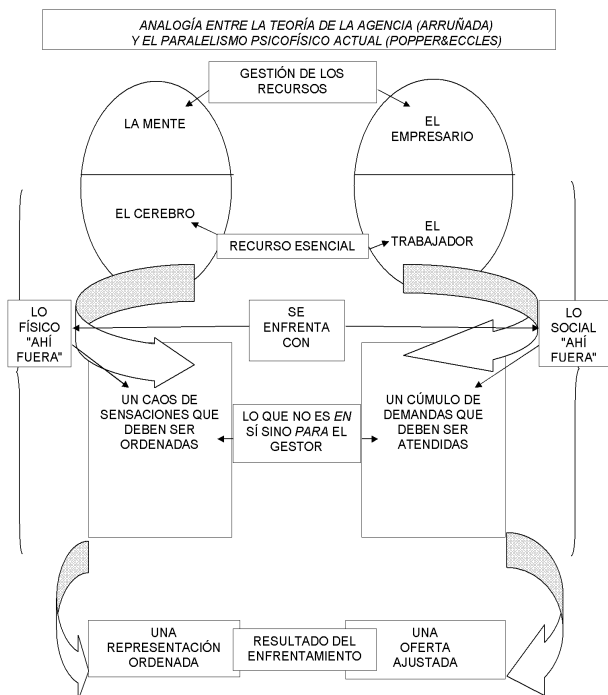 ANALOGÍA ENTRE LA TEORÍA DE LA AGENCIA (ARRUÑADA)
Y EL PARALELISMO PSICOFÍSICO ACTUAL (POPPER&ECCLES)
GESTIÓN DE LOS
RECURSOS
LA MENTE
EL
EMPRESARIO
EL CEREBRO
EL
TRABAJADOR
RECURSO ESENCIAL
LO
FÍSICO
"AHÍ
FUERA"
SE
ENFRENTA
CON
LO
SOCIAL
"AHÍ
FUERA"
UN CAOS DE
SENSACIONES QUE
DEBEN SER
ORDENADAS
LO QUE NO ES EN
SÍ SINO PARA EL
GESTOR
UN CÚMULO DE
DEMANDAS QUE
DEBEN SER
ATENDIDAS
UNA
REPRESENTACIÓN
ORDENADA
RESULTADO DEL
ENFRENTAMIENTO
UNA
OFERTA
AJUSTADA